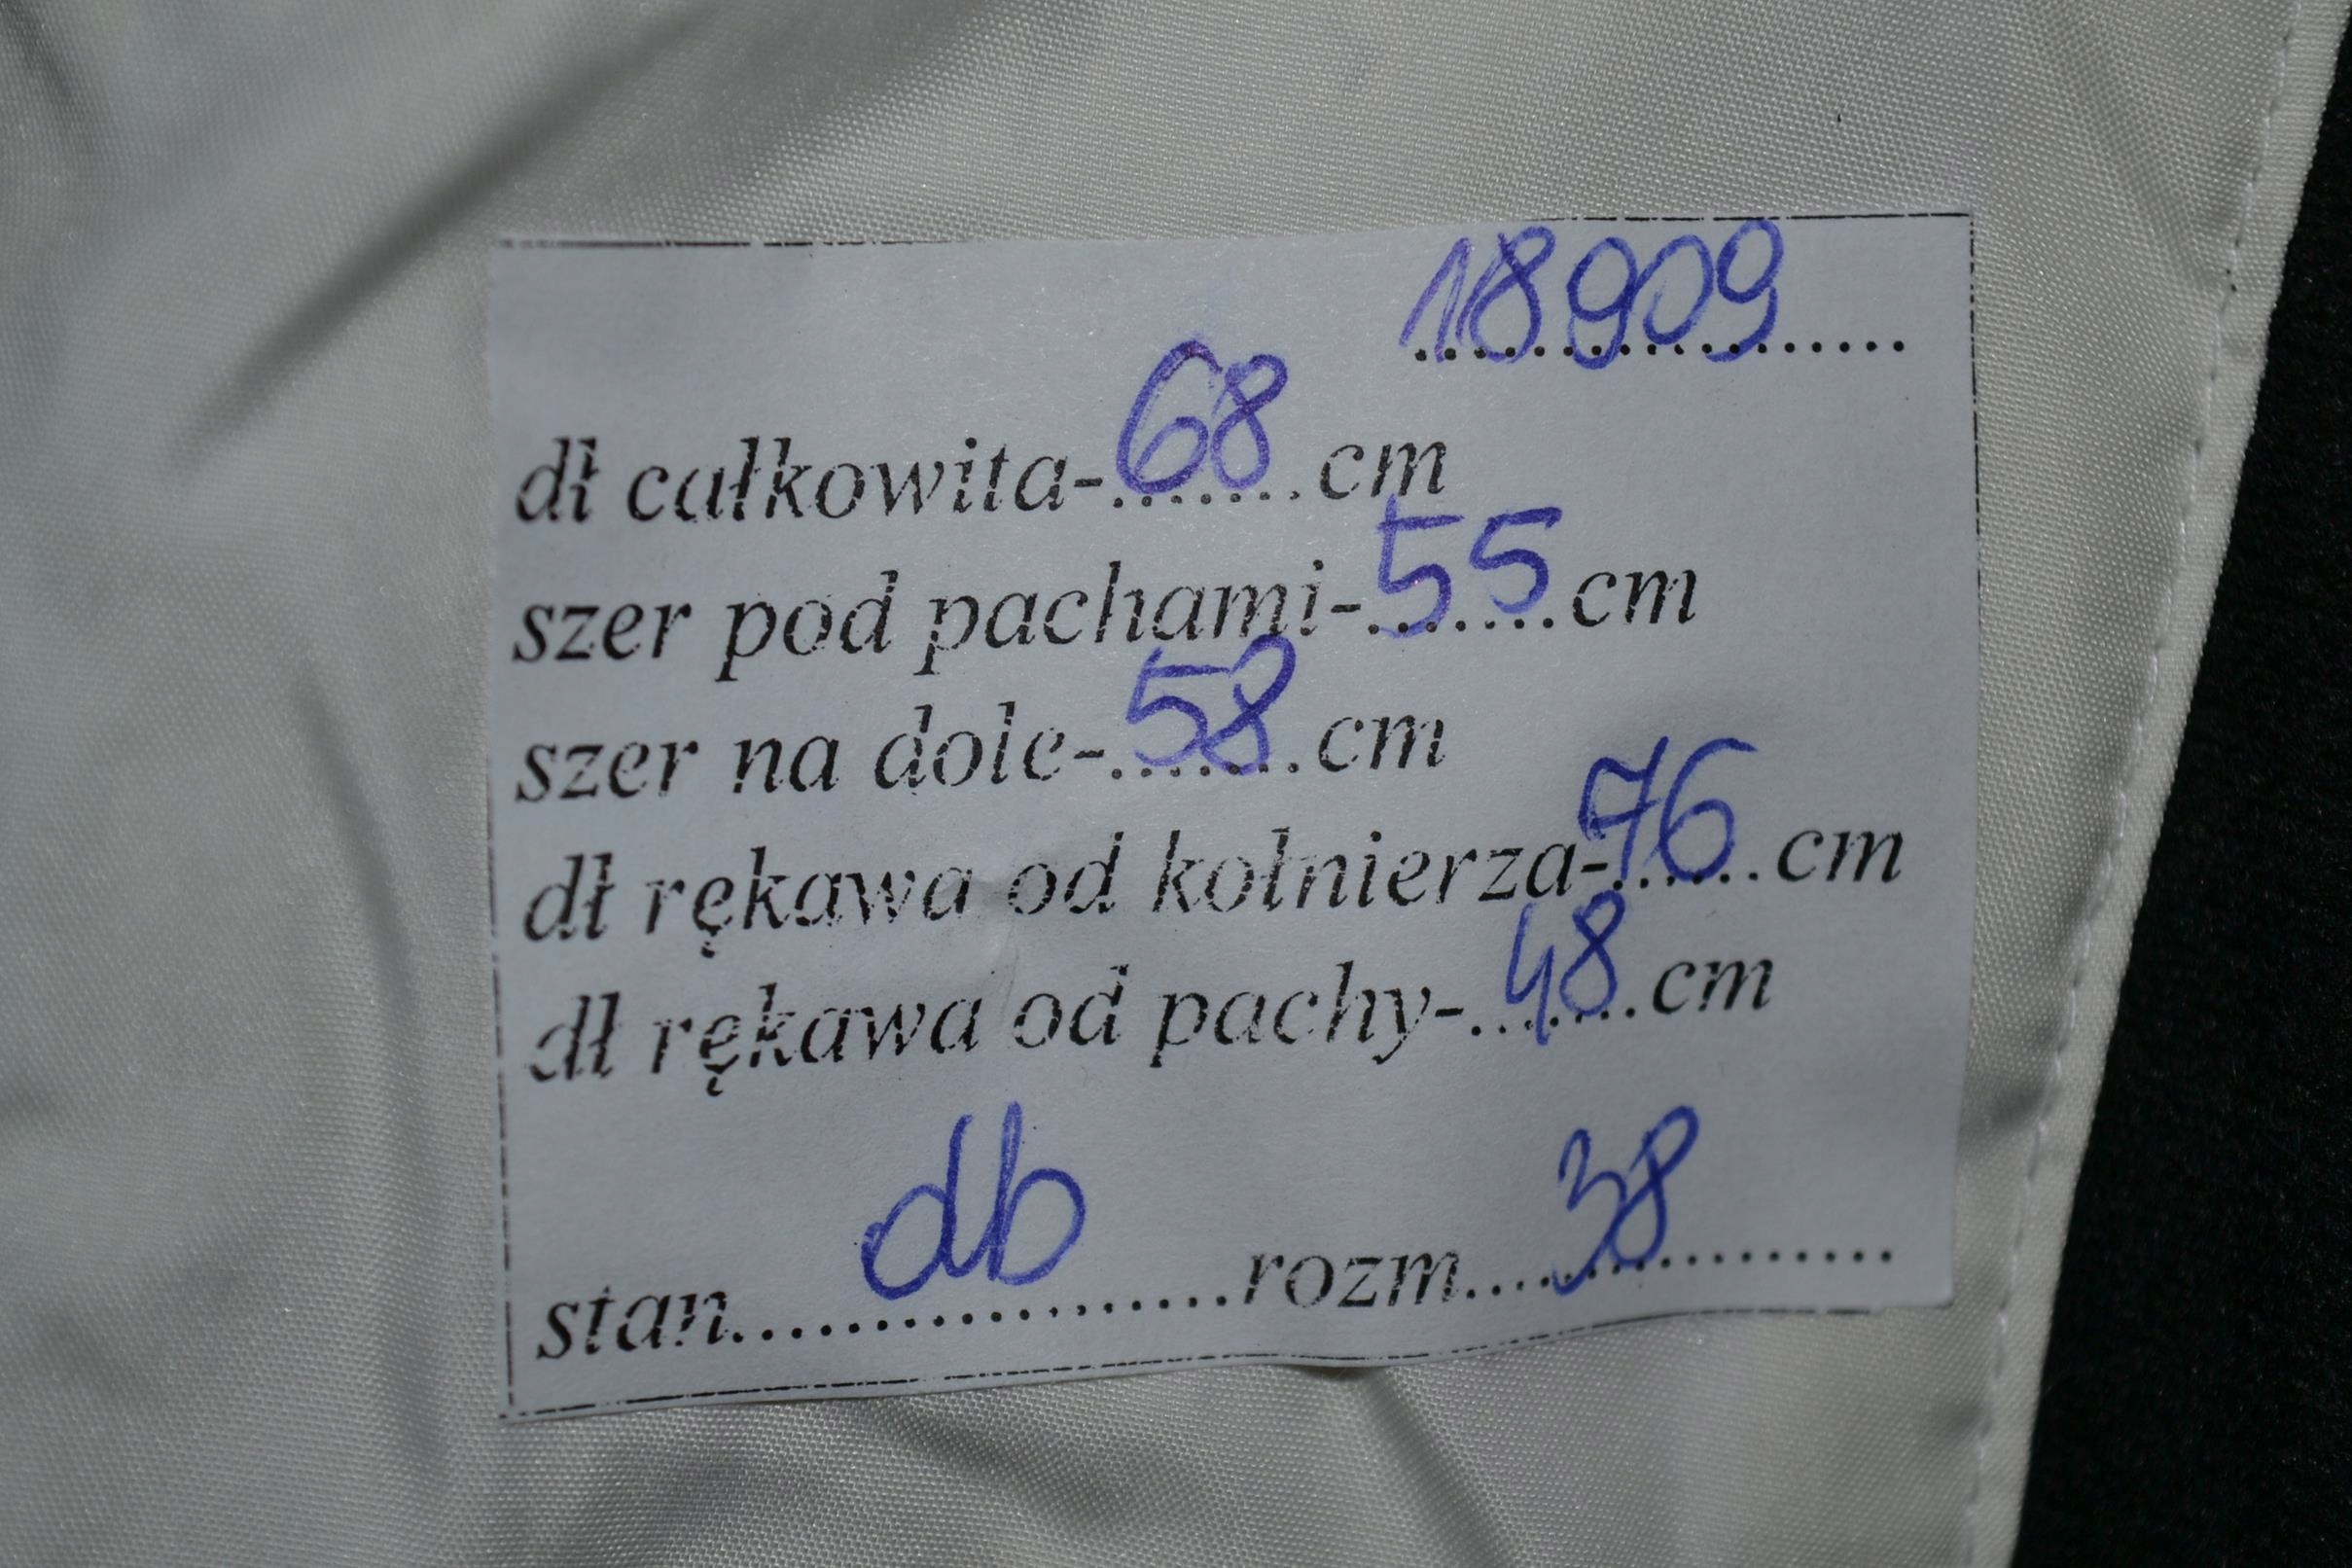 18909
dł całkowita-68.cm
szer pod pachami-55.cm
szer na dole-58.cm
dł rękawa od kołnierza-76.cm
dł rękawa od pachy-48.cm
stan db rozm 38